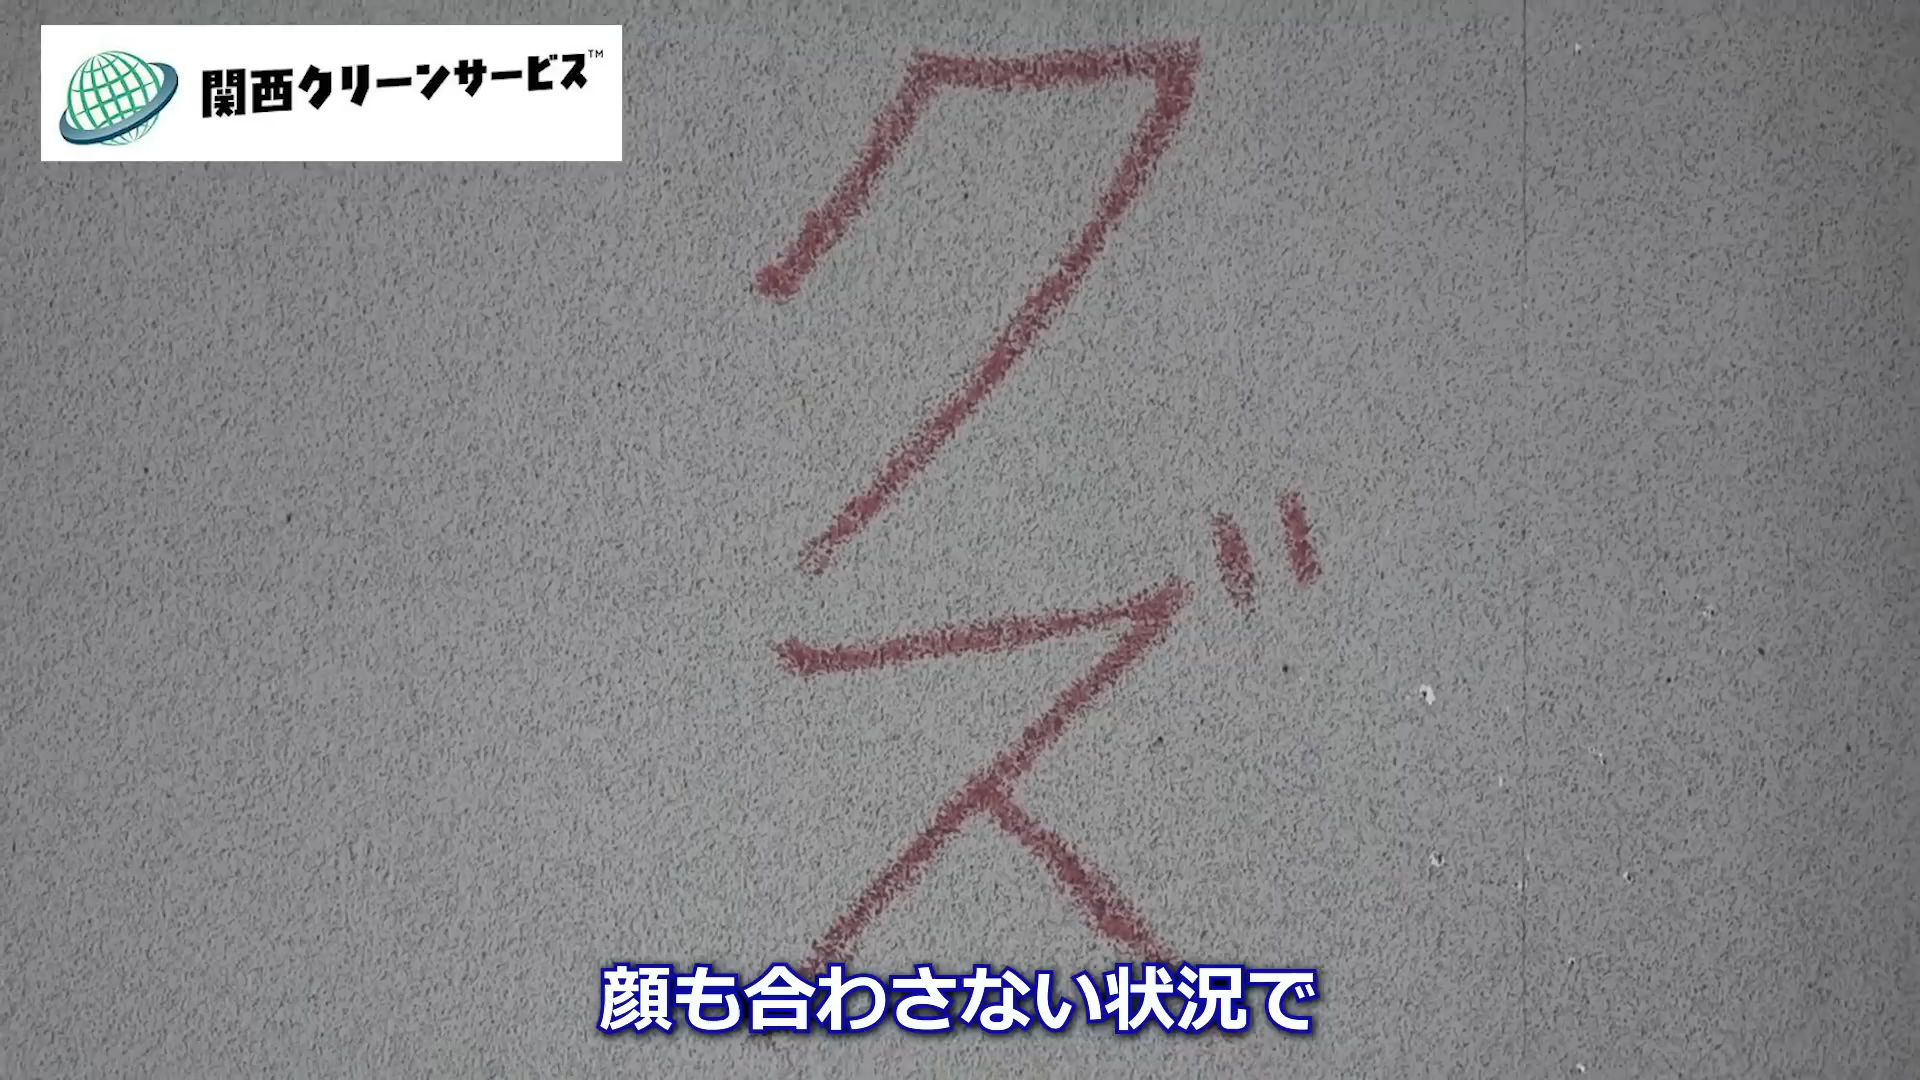 関西クリーンサービス™
クズ
顔も合わさない状況で